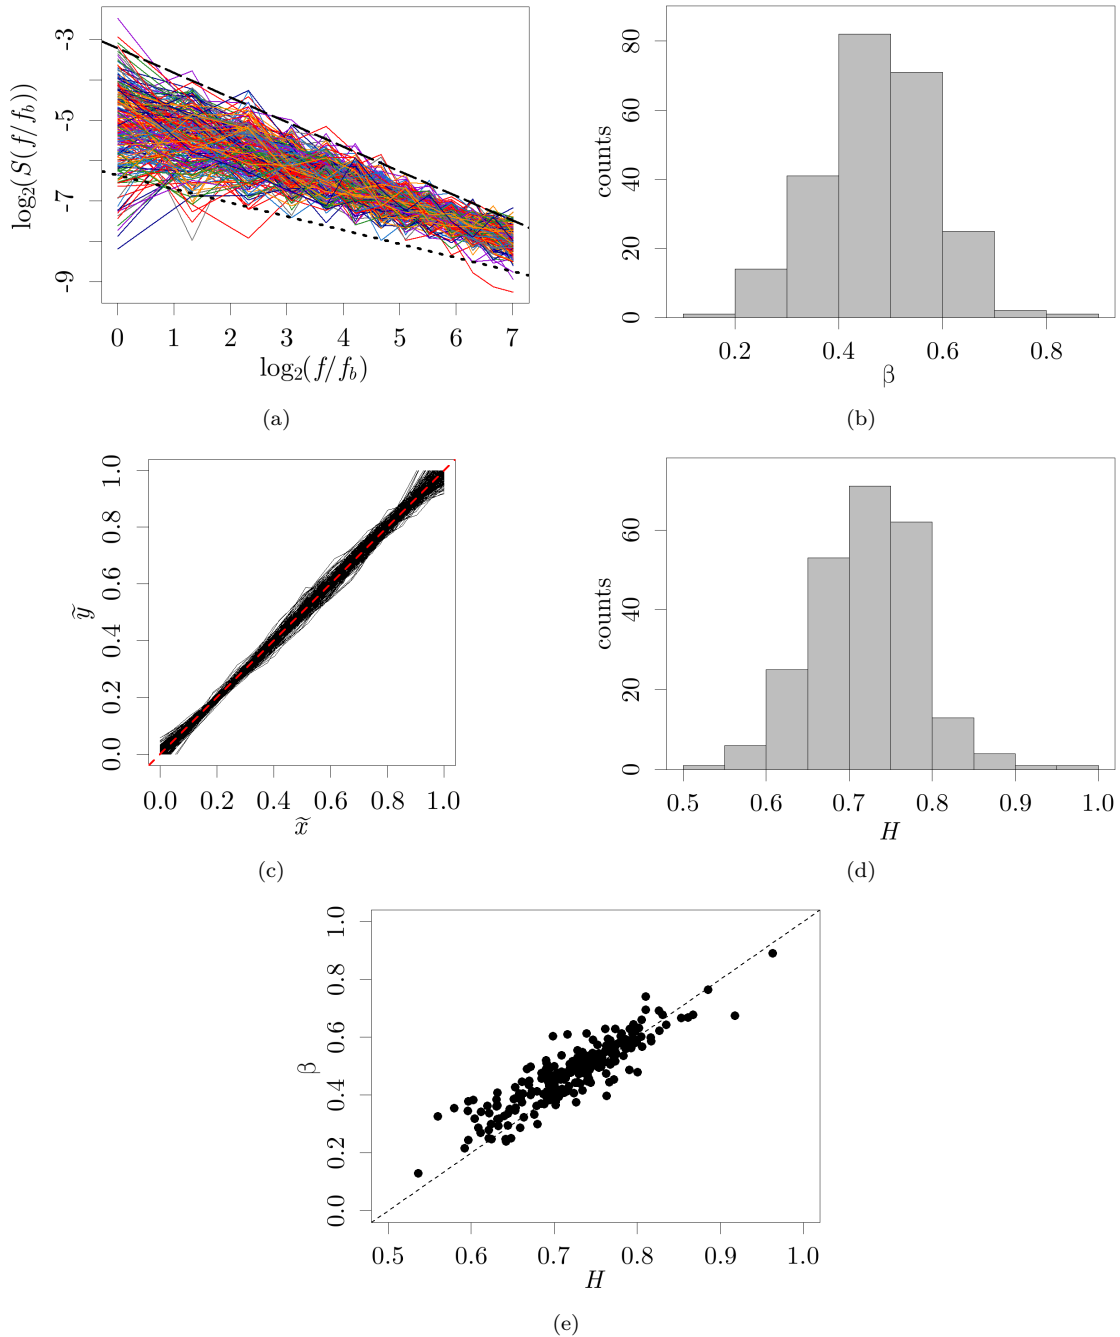 -3
-5
-7
-9
log₂(S(f/f_b))
0 1 2 3 4 5 6 7
log₂(f/f_b)
(a)
80
60
40
20
0
counts
0.2 0.4 0.6 0.8
β
(b)
1.0
0.8
0.6
0.4
0.2
0.0
ỹ
0.0 0.2 0.4 0.6 0.8 1.0
x̃
(c)
60
40
20
0
counts
0.5 0.6 0.7 0.8 0.9 1.0
H
(d)
1.0
0.8
0.6
0.4
0.2
0.0
β
0.5 0.6 0.7 0.8 0.9 1.0
H
(e)